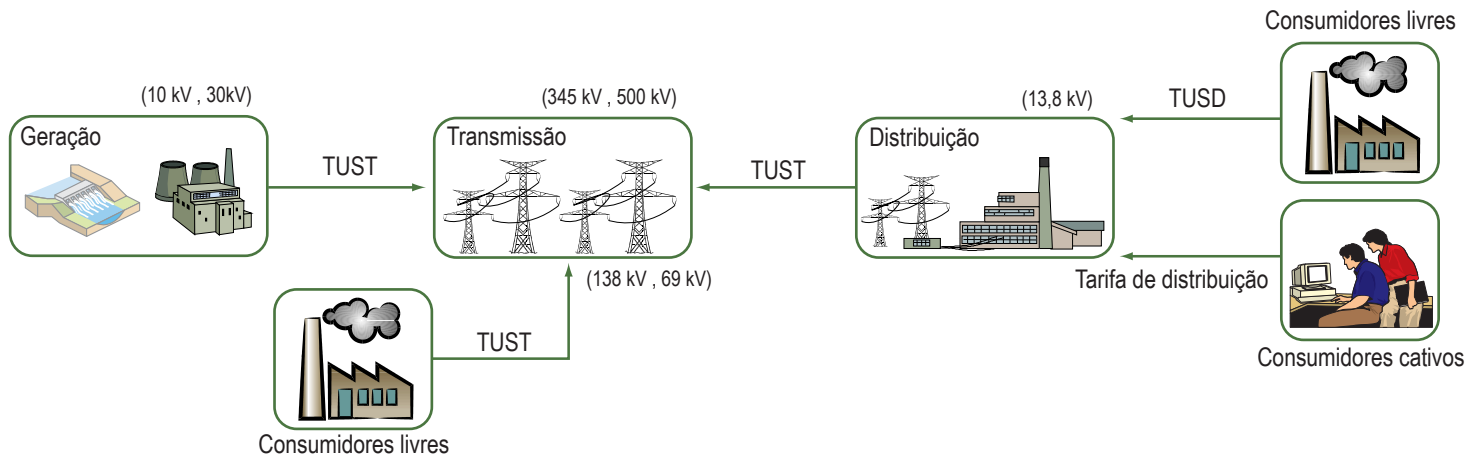 Consumidores livres
(10 kV , 30kV)
(345 kV , 500 kV)
(13,8 kV)
TUSD
Geração
Transmissão
Distribuição
TUST
TUST
(138 kV , 69 kV)
Tarifa de distribuição
TUST
Consumidores cativos
Consumidores livres